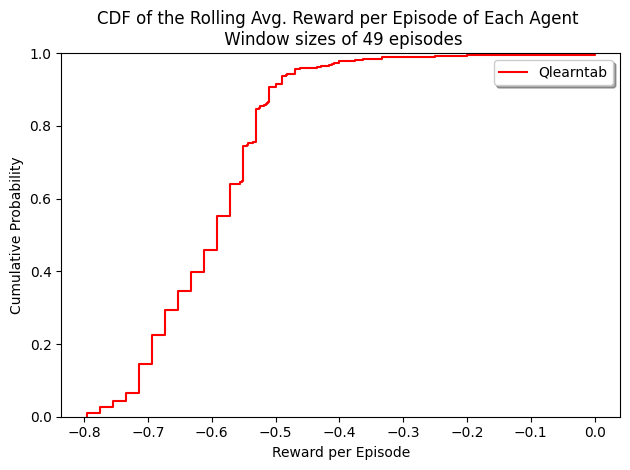 CDF of the Rolling Avg. Reward per Episode of Each Agent
Window sizes of 49 episodes
Qlearntab
Cumulative Probability
1.0
0.8
0.6
0.4
0.2
0.0
−0.8 −0.7 −0.6 −0.5 −0.4 −0.3 −0.2 −0.1 0.0
Reward per Episode